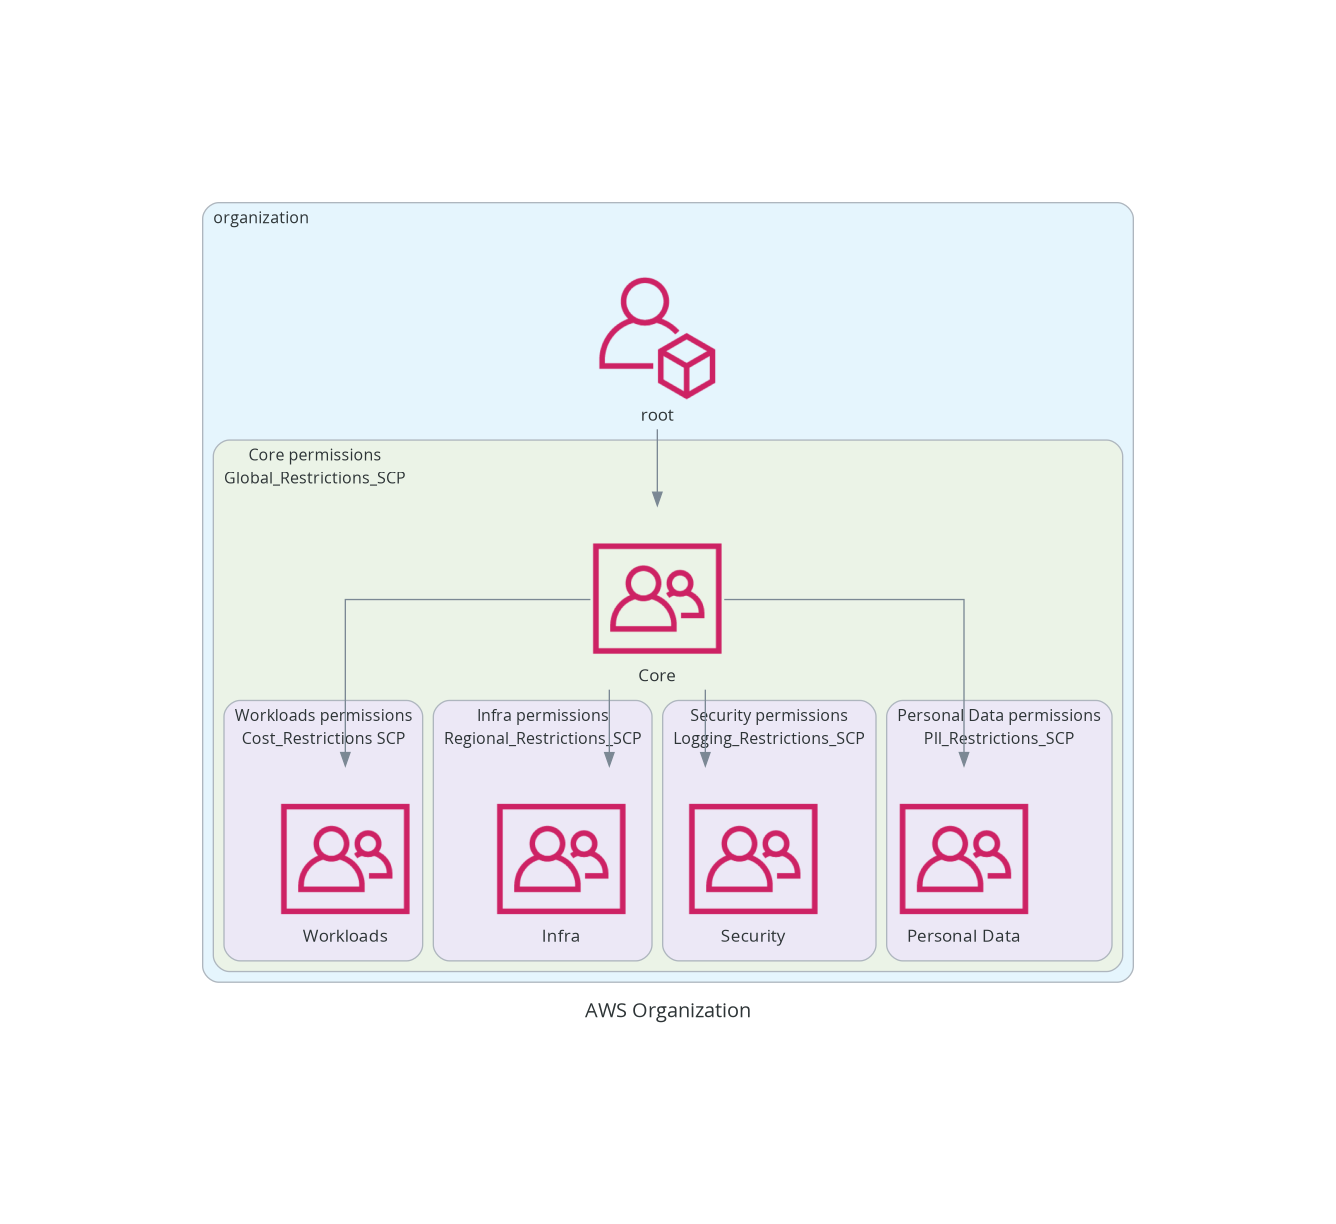 organization
root
Core permissions
Global_Restrictions_SCP
Core
Workloads permissions
Cost_Restrictions SCP
Infra permissions
Regional_Restrictions_SCP
Security permissions
Logging_Restrictions_SCP
Personal Data permissions
PII_Restrictions_SCP
Workloads
Infra
Security
Personal Data
AWS Organization